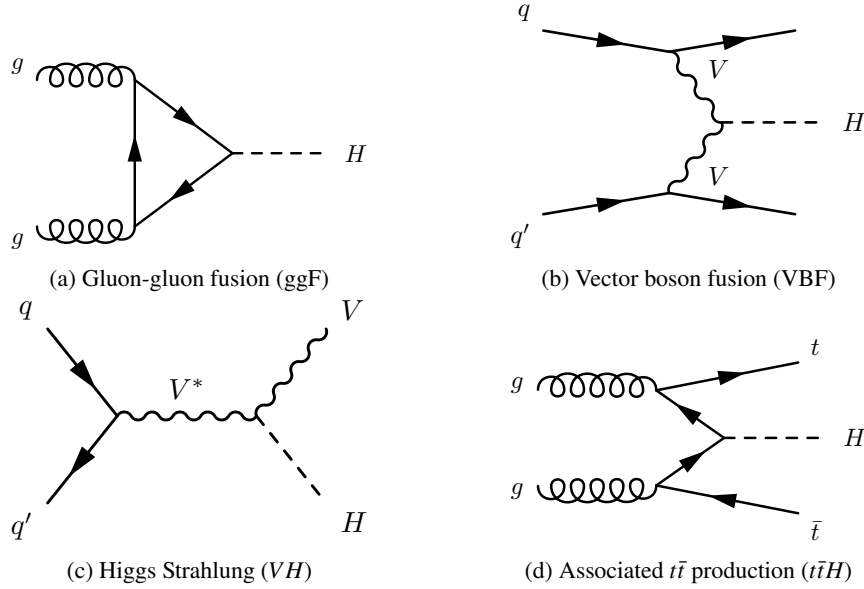 g
g
H
(a) Gluon-gluon fusion (ggF)
q
V
H
V
q′
(b) Vector boson fusion (VBF)
q
V
V*
q′
H
(c) Higgs Strahlung (VH)
t
g
H
g
t̄
(d) Associated tt̄ production (tt̄H)